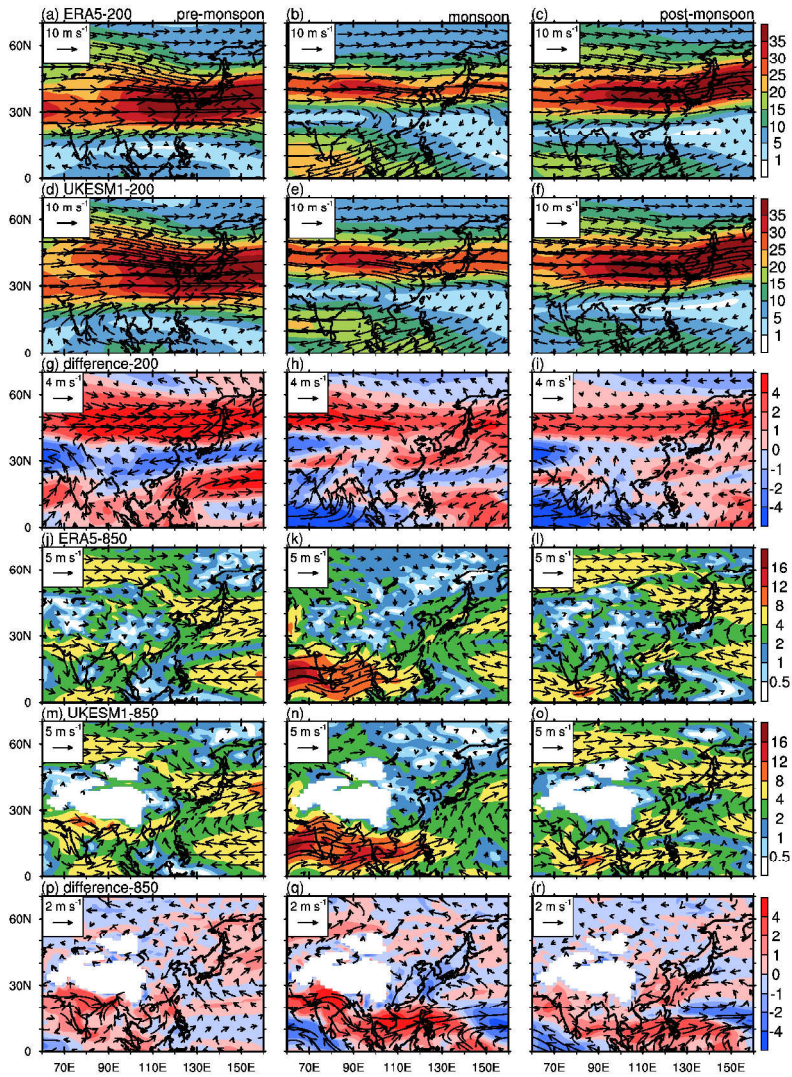 (a) ERA5-200 pre-monsoon (b) monsoon (c) post-monsoon
10 m s⁻¹ 10 m s⁻¹ 10 m s⁻¹
60N
30N
0
35
30
25
20
15
10
5
1
(d) UKESM1-200 (e) (f)
10 m s⁻¹ 10 m s⁻¹ 10 m s⁻¹
60N
30N
0
35
30
25
20
15
10
5
1
(g) difference-200 (h) (i)
4 m s⁻¹ 4 m s⁻¹ 4 m s⁻¹
60N
30N
0
4
2
1
0
-1
-2
-4
(j) ERA5-850 (k) (l)
5 m s⁻¹ 5 m s⁻¹ 5 m s⁻¹
60N
30N
0
16
12
8
4
2
1
0.5
(m) UKESM1-850 (n) (o)
5 m s⁻¹ 5 m s⁻¹ 5 m s⁻¹
60N
30N
0
16
12
8
4
2
1
0.5
(p) difference-850 (q) (r)
2 m s⁻¹ 2 m s⁻¹ 2 m s⁻¹
60N
30N
0
4
2
1
0
-1
-2
-4
70E 90E 110E 130E 150E 70E 90E 110E 130E 150E 70E 90E 110E 130E 150E